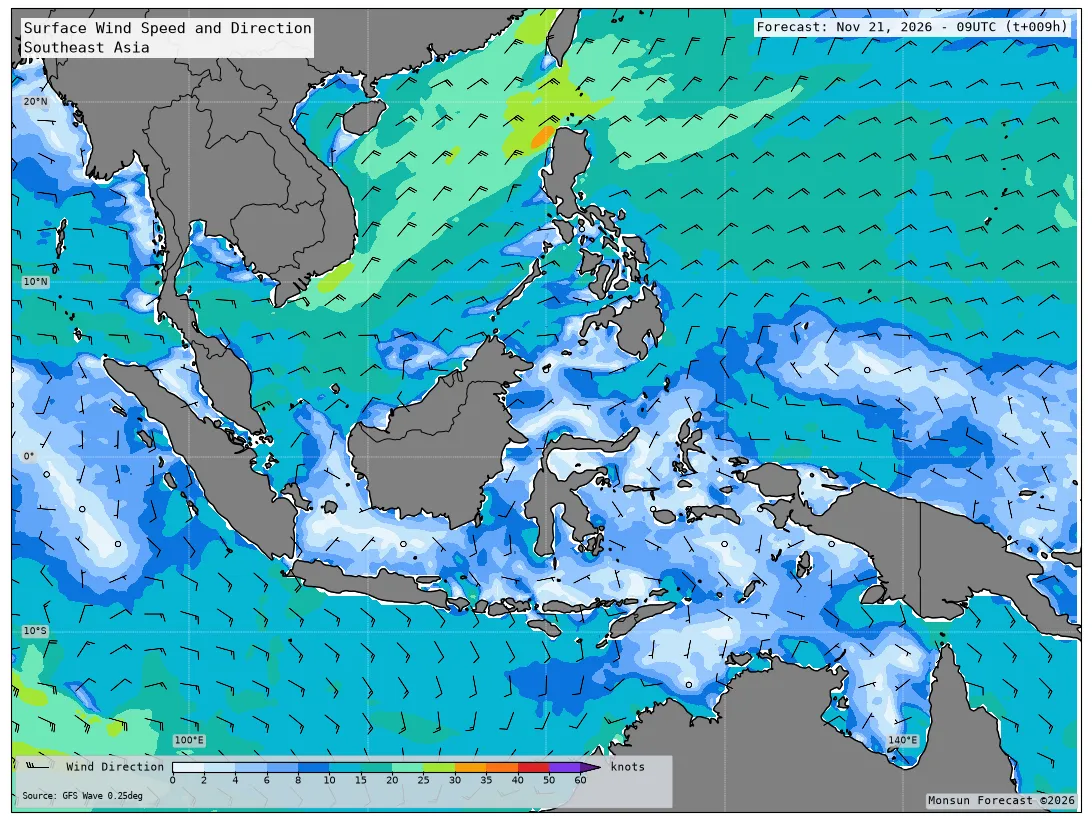 Surface Wind Speed and Direction
Southeast Asia
Forecast: Nov 21, 2026 - 09UTC (t+009h)
20°N
10°N
0°
10°S
100°E
140°E
Wind Direction
0 2 4 6 8 10 15 20 25 30 35 40 50 60
knots
Source: GFS Wave 0.25deg
Monsun Forecast ©2026